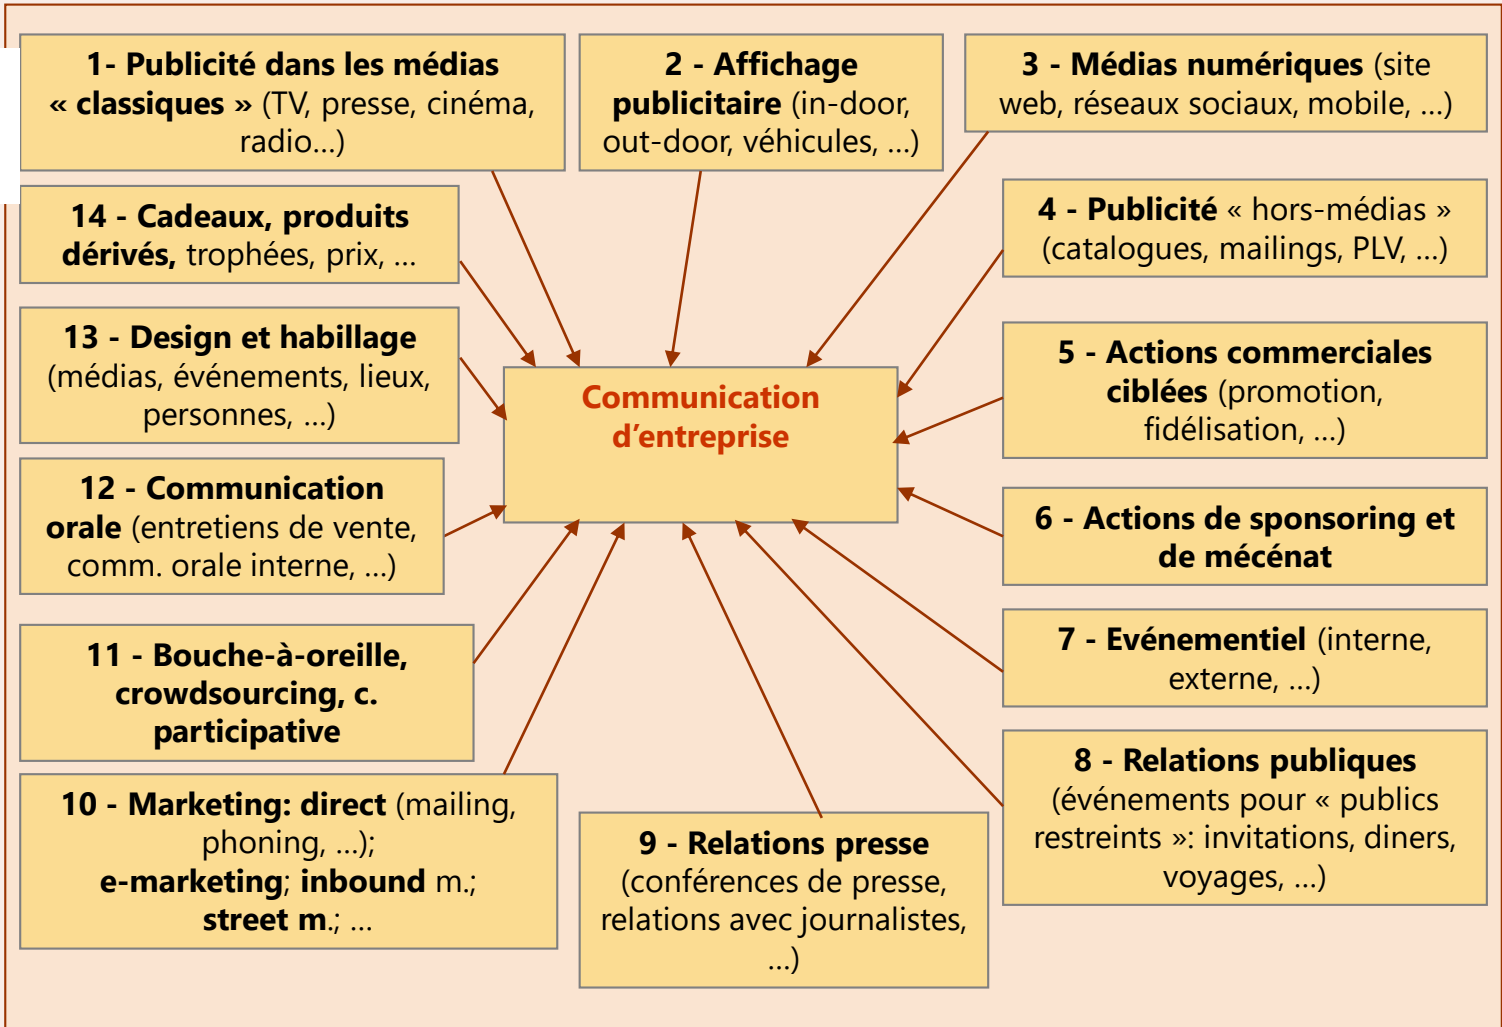 1- Publicité dans les médias
« classiques » (TV, presse, cinéma,
radio...)
2 - Affichage
publicitaire (in-door,
out-door, véhicules, ...)
3 - Médias numériques (site
web, réseaux sociaux, mobile, ...)
14 - Cadeaux, produits
dérivés, trophées, prix, ...
4 - Publicité « hors-médias »
(catalogues, mailings, PLV, ...)
13 - Design et habillage
(médias, événements, lieux,
personnes, ...)
Communication
d’entreprise
5 - Actions commerciales
ciblées (promotion,
fidélisation, ...)
12 - Communication
orale (entretiens de vente,
comm. orale interne, ...)
6 - Actions de sponsoring et
de mécénat
11 - Bouche-à-oreille,
crowdsourcing, c.
participative
7 - Evénementiel (interne,
externe, ...)
10 - Marketing: direct (mailing,
phoning, ...);
e-marketing; inbound m.;
street m.; ...
9 - Relations presse
(conférences de presse,
relations avec journalistes,
...)
8 - Relations publiques
(événements pour « publics
restreints »: invitations, diners,
voyages, ...)